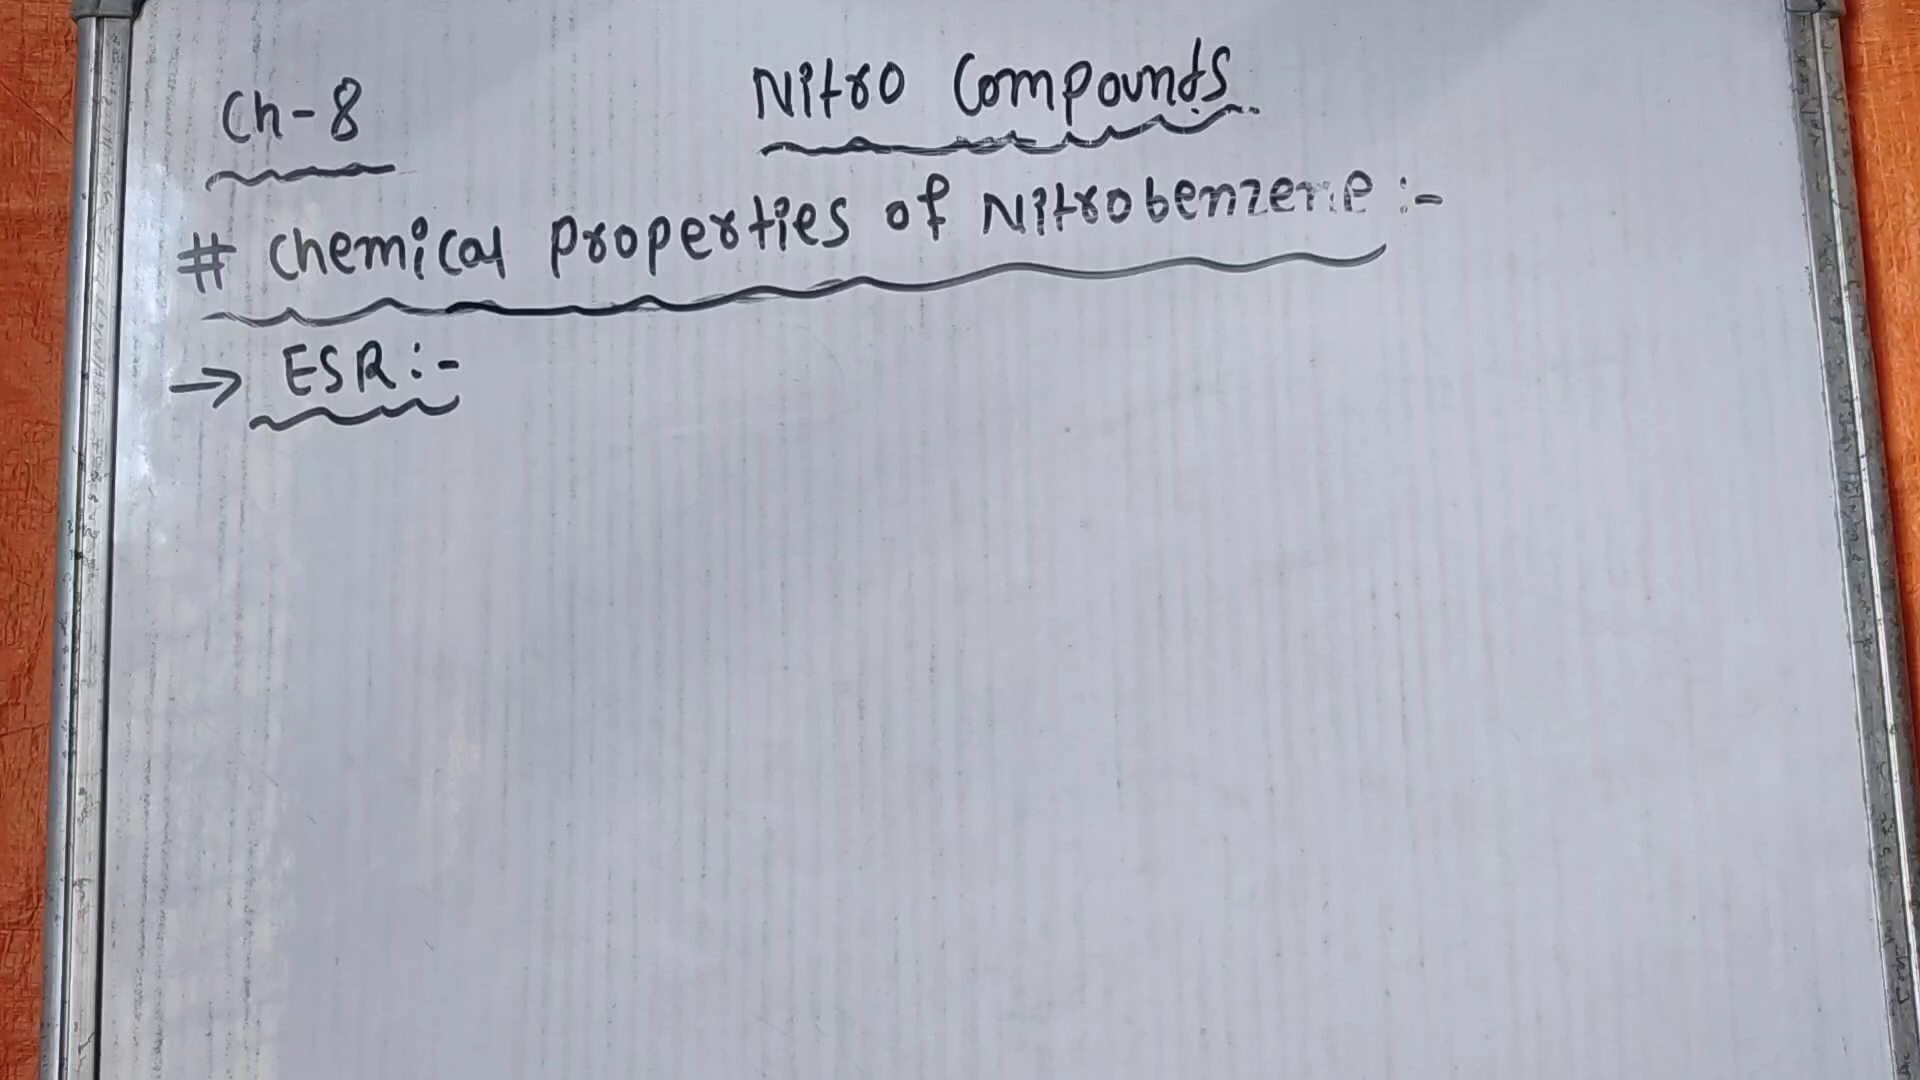 Ch-8
Nitro Compounds
# Chemical properties of Nitrobenzene :-
→ ESR :-